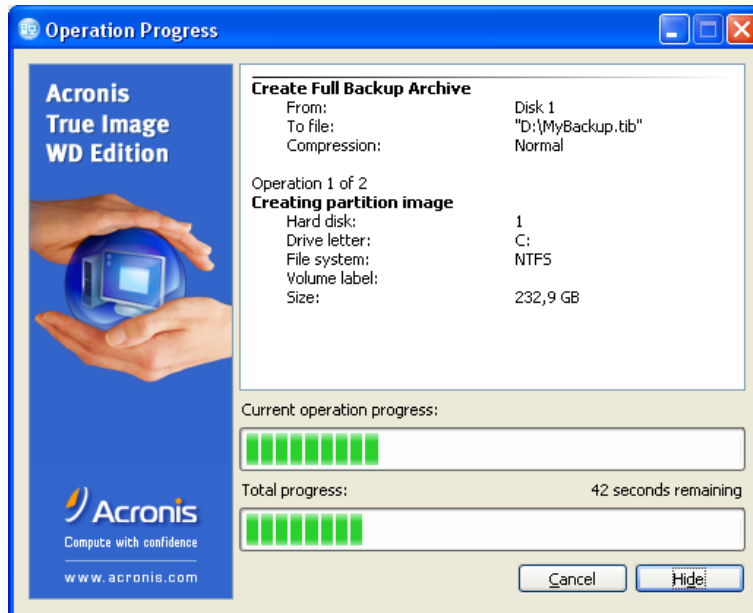 Operation Progress
Acronis
True Image
WD Edition
Acronis
Compute with confidence
www.acronis.com
Create Full Backup Archive
From: Disk 1
To file: "D:\MyBackup.tib"
Compression: Normal
Operation 1 of 2
Creating partition image
Hard disk: 1
Drive letter: C:
File system: NTFS
Volume label:
Size: 232,9 GB
Current operation progress:
Total progress: 42 seconds remaining
Cancel Hide